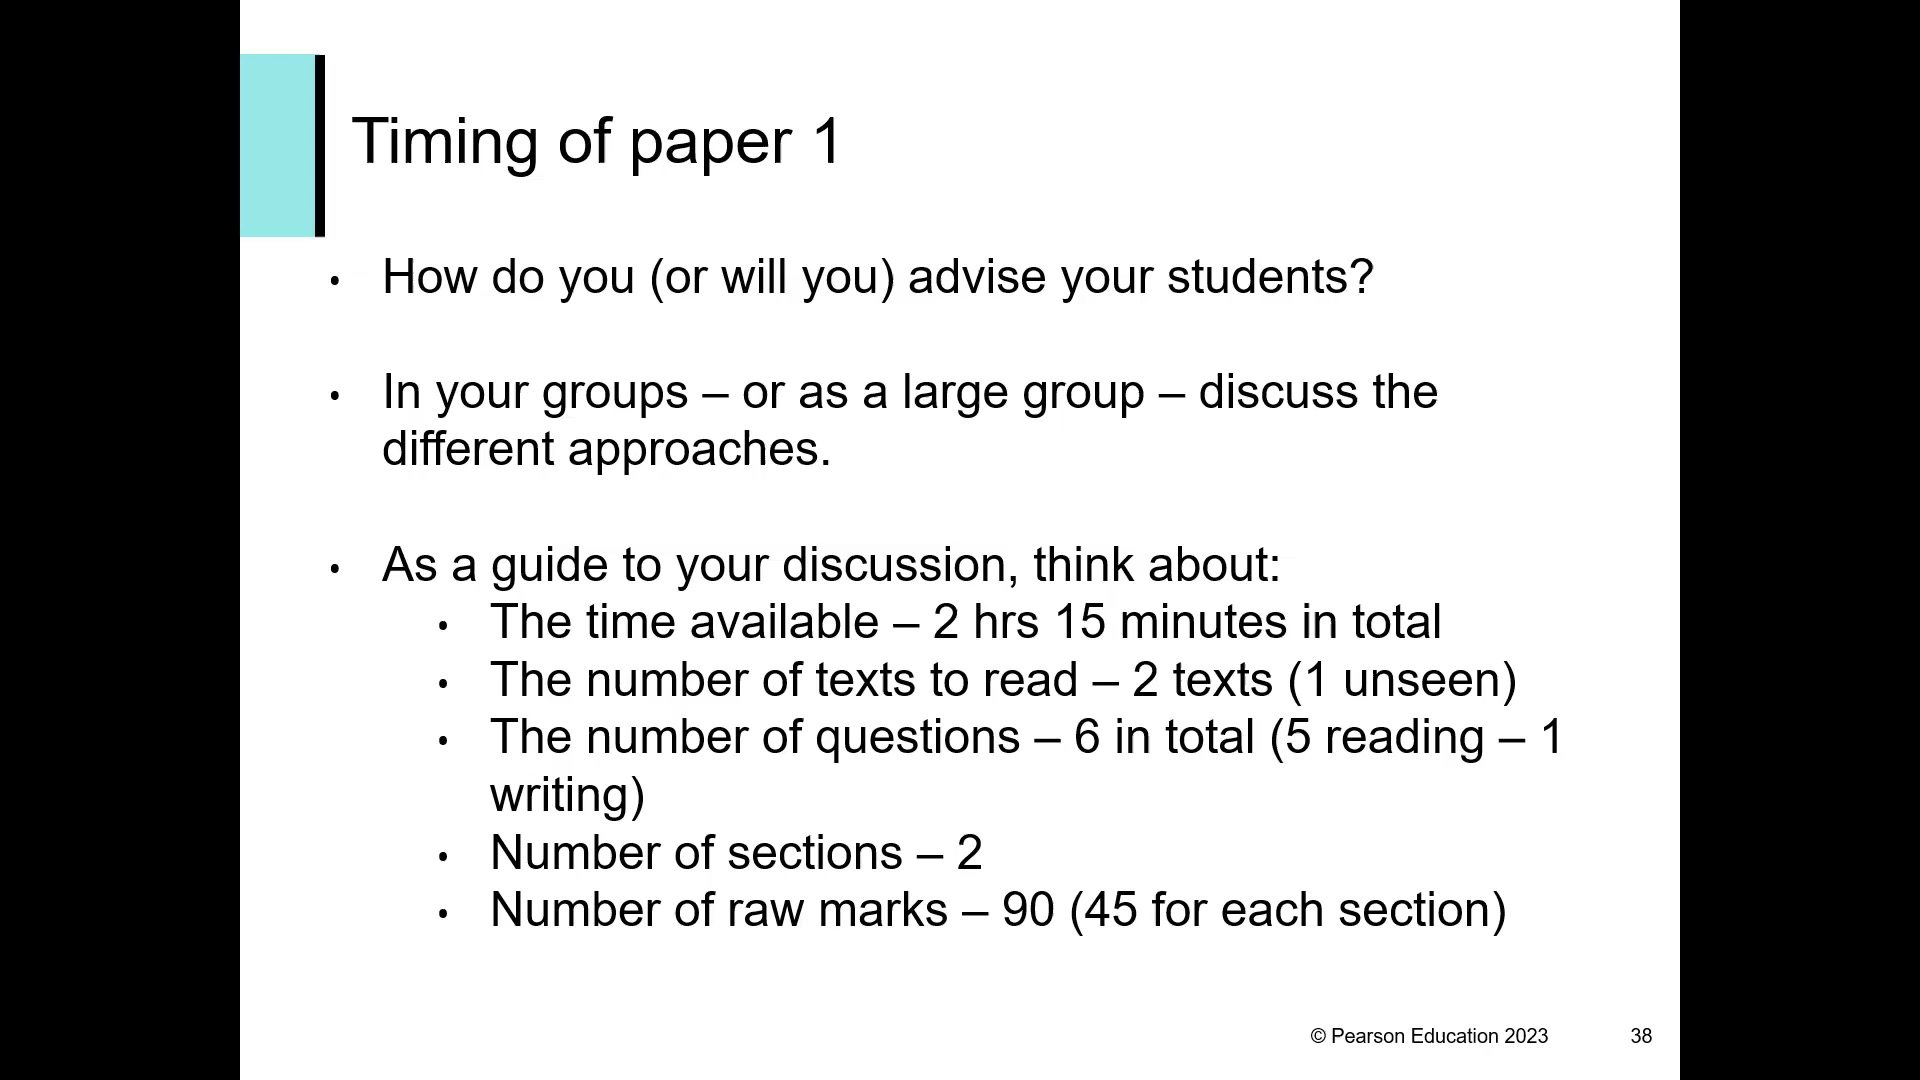 Timing of paper 1
• How do you (or will you) advise your students?
• In your groups – or as a large group – discuss the
different approaches.
• As a guide to your discussion, think about:
• The time available – 2 hrs 15 minutes in total
• The number of texts to read – 2 texts (1 unseen)
• The number of questions – 6 in total (5 reading – 1
writing)
• Number of sections – 2
• Number of raw marks – 90 (45 for each section)
© Pearson Education 2023 38